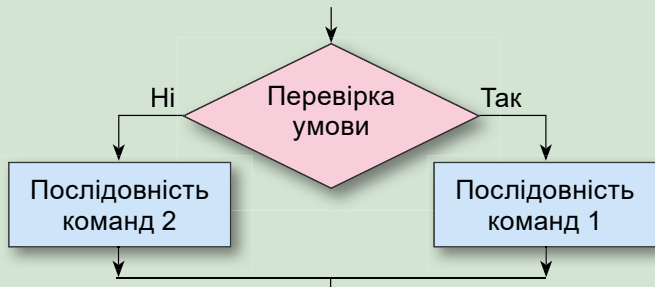 Ні
Перевірка
умови
Так
Послідовність
команд 2
Послідовність
команд 1